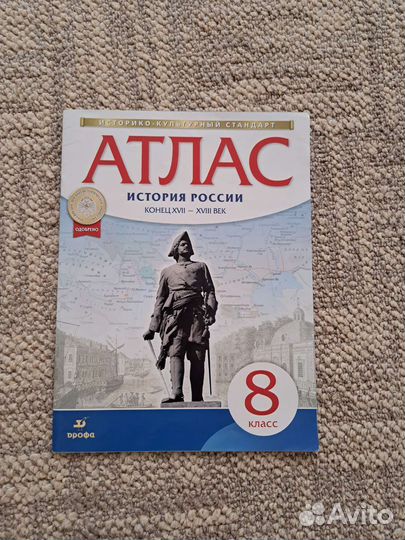 ИСТОРИКО-КУЛЬТУРНЫЙ СТАНДАРТ
АТЛАС
ИСТОРИЯ РОССИИ
КОНЕЦ XVII – XVIII ВЕК
ОДОБРЕНО
8
КЛАСС
ДРОФА
Avito